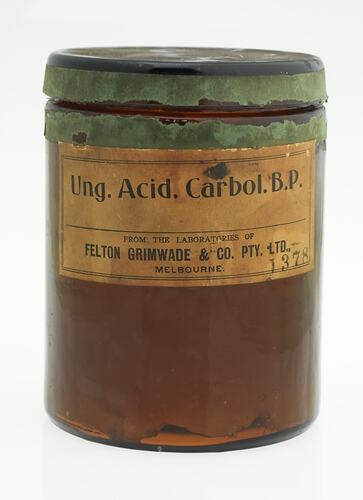 Ung. Acid. Carbol. B.P.
FROM THE LABORATORIES OF
FELTON GRIMWADE & CO. PTY. LTD.,
MELBOURNE.
1378